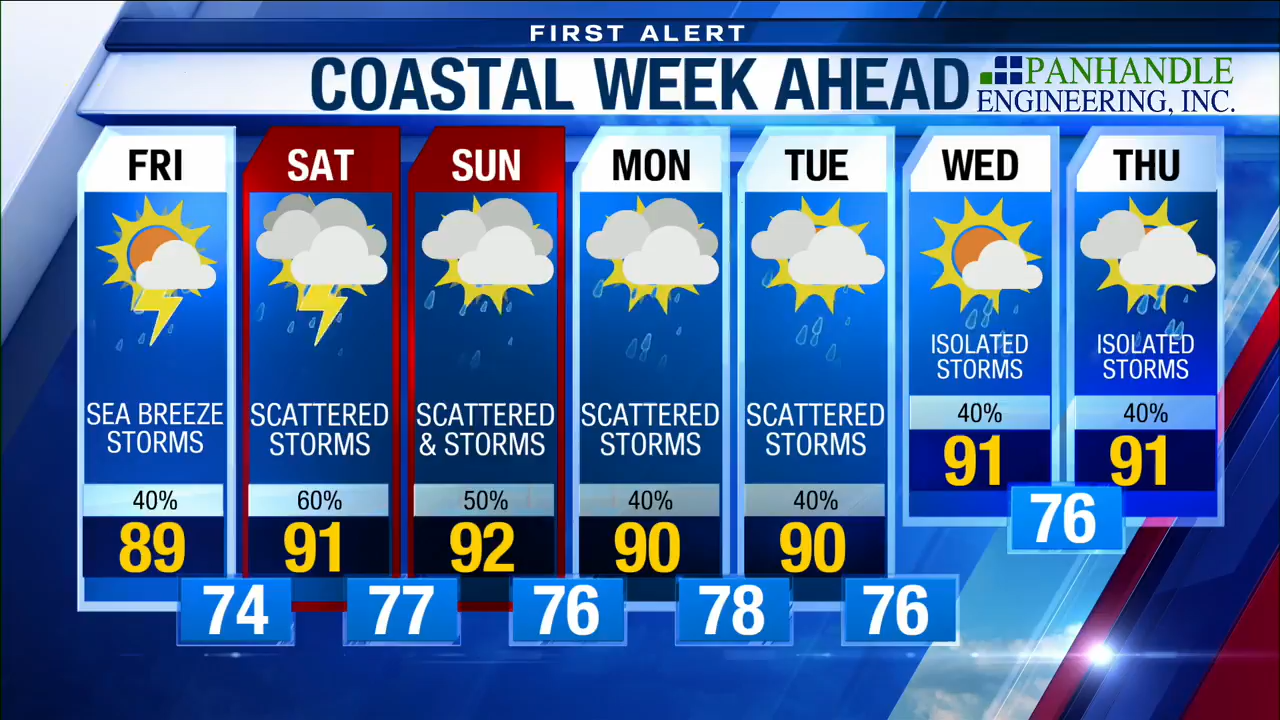 FIRST ALERT
COASTAL WEEK AHEAD
PANHANDLE
ENGINEERING, INC.
FRI
SEA BREEZE
STORMS
40%
89
74
SAT
SCATTERED
STORMS
60%
91
77
SUN
SCATTERED
& STORMS
50%
92
76
MON
SCATTERED
STORMS
40%
90
78
TUE
SCATTERED
STORMS
40%
90
76
WED
ISOLATED
STORMS
40%
91
76
THU
ISOLATED
STORMS
40%
91